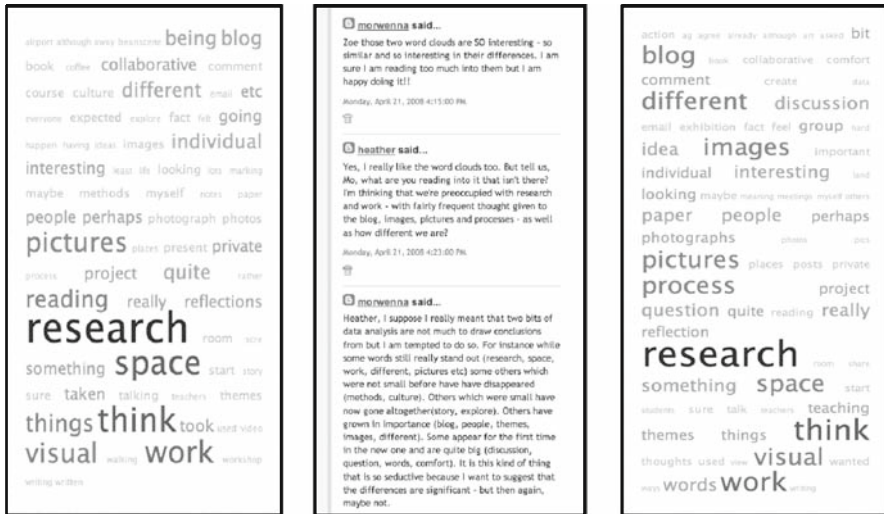 airport although away beanscene being blog
book coffee collaborative comment
course culture different email etc
everyone expected explore fact felt going
happen having ideas images individual
interesting least life looking lots marking
maybe methods myself notes paper
people perhaps photograph photos
pictures places present private
process project quite rather
reading really reflections
research room size
something space start story
sure taken talking teachers themes
things think took used video
visual walking work workshop
writing written
morwenna said...
Zoe those two word clouds are SO interesting - so
similar and so interesting in their differences. I am
sure I am reading too much into them but I am
happy doing it!!
Monday, April 21, 2008 4:15:00 PM
heather said...
Yes, I really like the word clouds too. But tell us,
Mo, what are you reading into it that isn't there?
I'm thinking that we're preoccupied with research
and work - with fairly frequent thought given to
the blog, images, pictures and processes - as well
as how different we are?
Monday, April 21, 2008 4:23:00 PM
morwenna said...
Heather, I suppose I really meant that two bits of
data analysis are not much to draw conclusions
from but I am tempted to do so. For instance while
some words still really stand out (research, space,
work, different, pictures etc) some others which
were not small before have have disappeared
(methods, culture). Others which were small have
now gone altogether(story, explore). Others have
grown in importance (blog, people, themes,
images, different). Some appear for the first time
in the new one and are quite big (discussion,
question, words, comfort). It is this kind of thing
that is so seductive because I want to suggest that
the differences are significant - but then again,
maybe not.
action ag agree already although art asked bit
blog book collaborative comfort
comment create data
different discussion
email exhibition fact feel group hard
idea images important
individual interesting land
looking maybe meaning meetings myself others
paper people perhaps
photographs photos pics
pictures places posts private
process project
question quite reading really
reflection
research room share
something space start
students sure talk teachers teaching
themes things think
thoughts used view visual wanted
ways words work writing